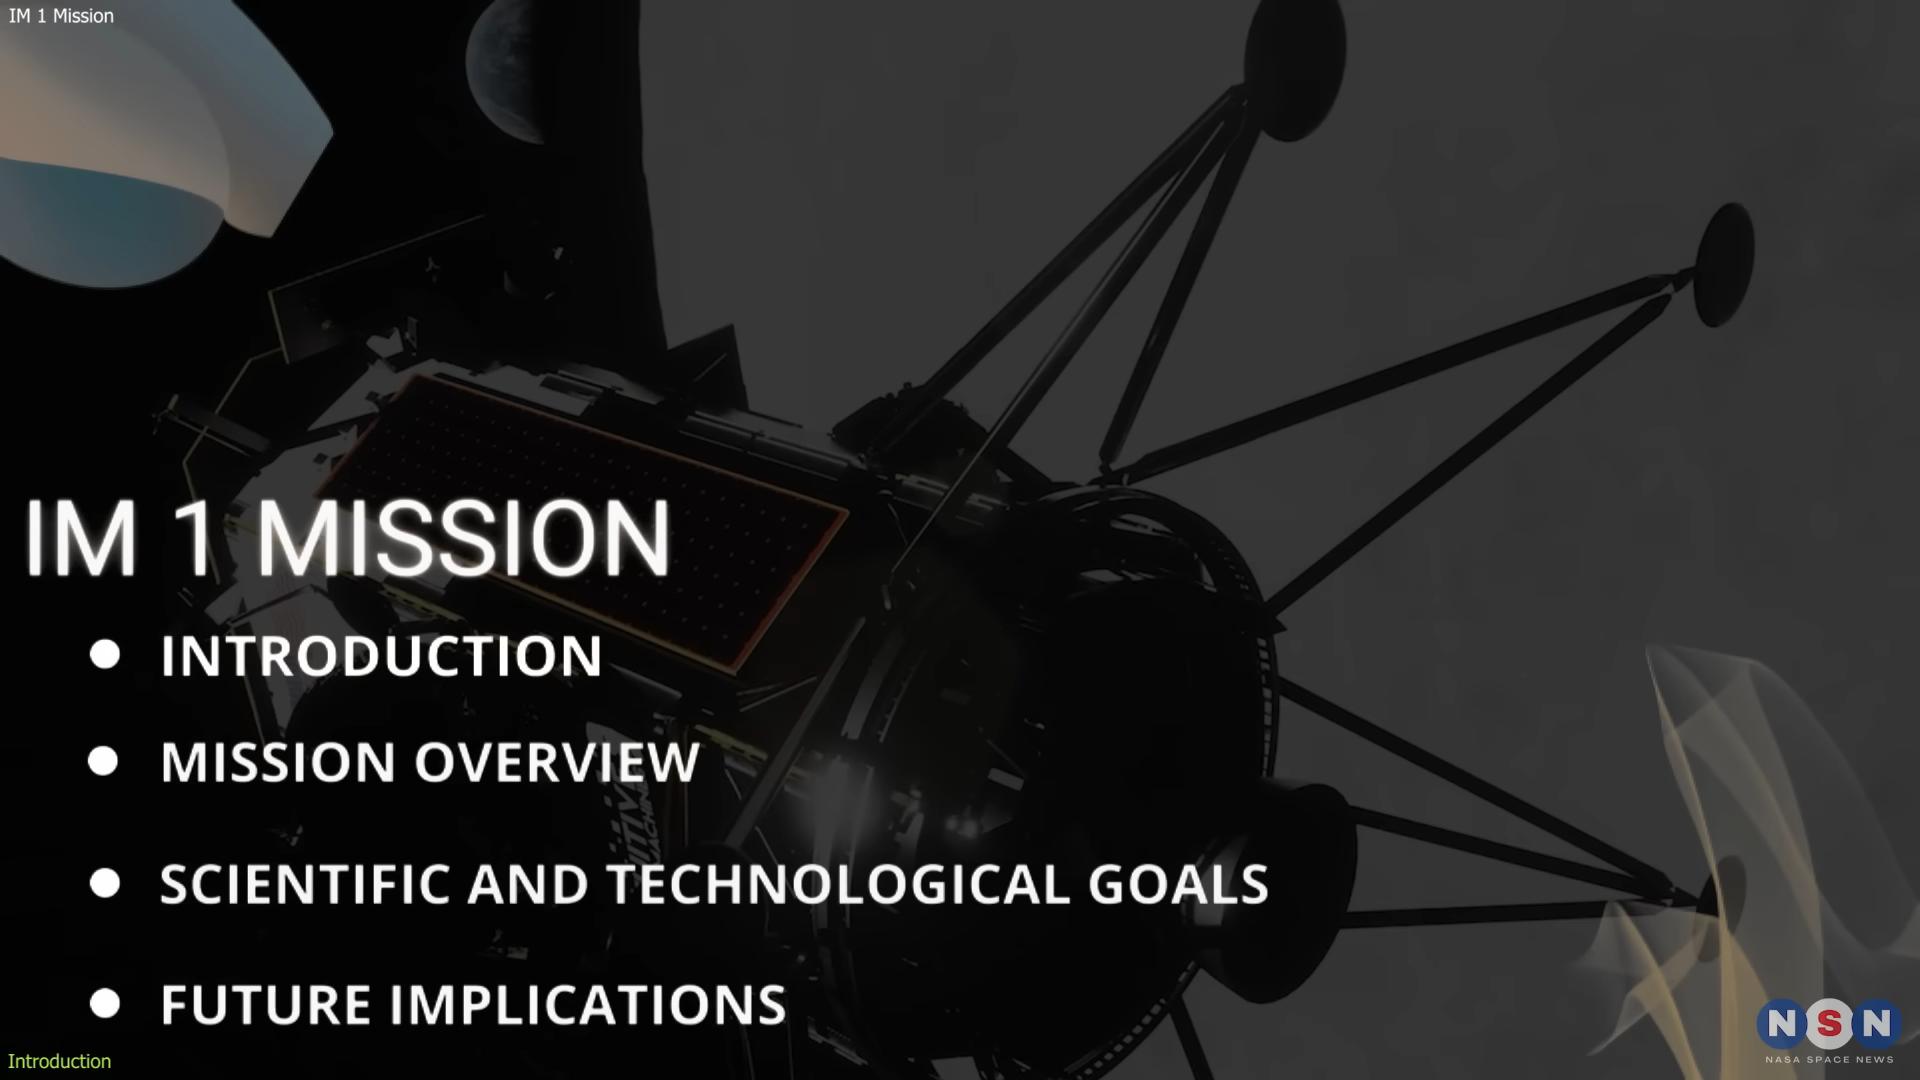 IM 1 Mission
IM 1 MISSION
INTRODUCTION
MISSION OVERVIEW
SCIENTIFIC AND TECHNOLOGICAL GOALS
FUTURE IMPLICATIONS
Introduction
NSN
NASA SPACE NEWS